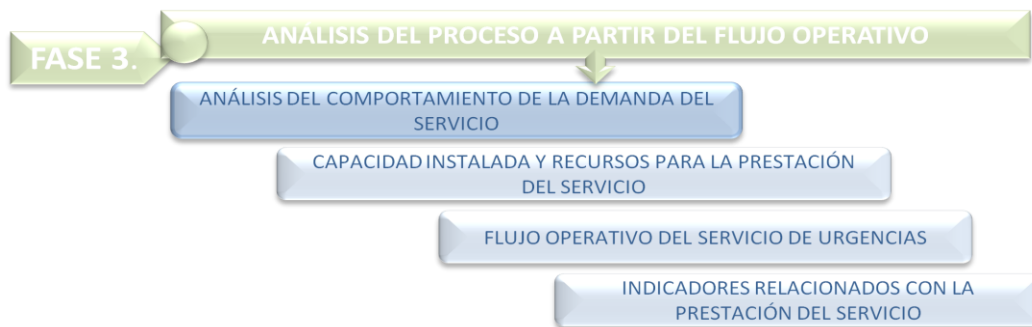 ANÁLISIS DEL PROCESO A PARTIR DEL FLUJO OPERATIVO
FASE 3.
ANÁLISIS DEL COMPORTAMIENTO DE LA DEMANDA DEL
SERVICIO
CAPACIDAD INSTALADA Y RECURSOS PARA LA PRESTACIÓN
DEL SERVICIO
FLUJO OPERATIVO DEL SERVICIO DE URGENCIAS
INDICADORES RELACIONADOS CON LA
PRESTACIÓN DEL SERVICIO